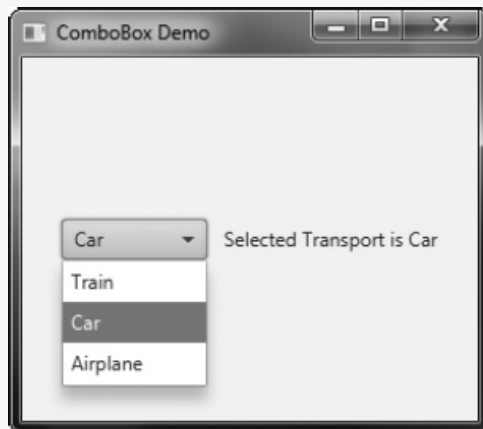 ComboBox Demo
Car Selected Transport is Car
Train
Car
Airplane